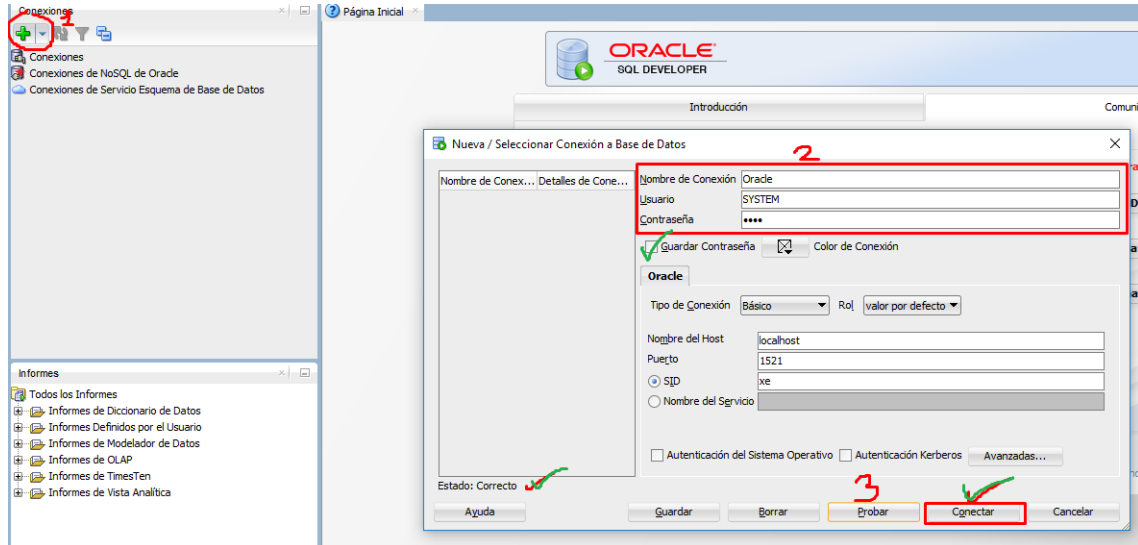 Conexiones
1
Conexiones
Conexiones de NoSQL de Oracle
Conexiones de Servicio Esquema de Base de Datos
Informes
Todos los Informes
Informes de Diccionario de Datos
Informes Definidos por el Usuario
Informes de Modelador de Datos
Informes de OLAP
Informes de TimesTen
Informes de Vista Analítica
Página Inicial
ORACLE
SQL DEVELOPER
Introducción
Comuni
Nueva / Seleccionar Conexión a Base de Datos
2
Nombre de Conex... Detalles de Cone...
Nombre de Conexión Oracle
Usuario SYSTEM
Contraseña ••••
Guardar Contraseña Color de Conexión
Oracle
Tipo de Conexión Básico Rol valor por defecto
Nombre del Host localhost
Puerto 1521
SID xe
Nombre del Servicio
Autenticación del Sistema Operativo Autenticación Kerberos Avanzadas...
Estado: Correcto
3
Ayuda Guardar Borrar Probar Conectar Cancelar